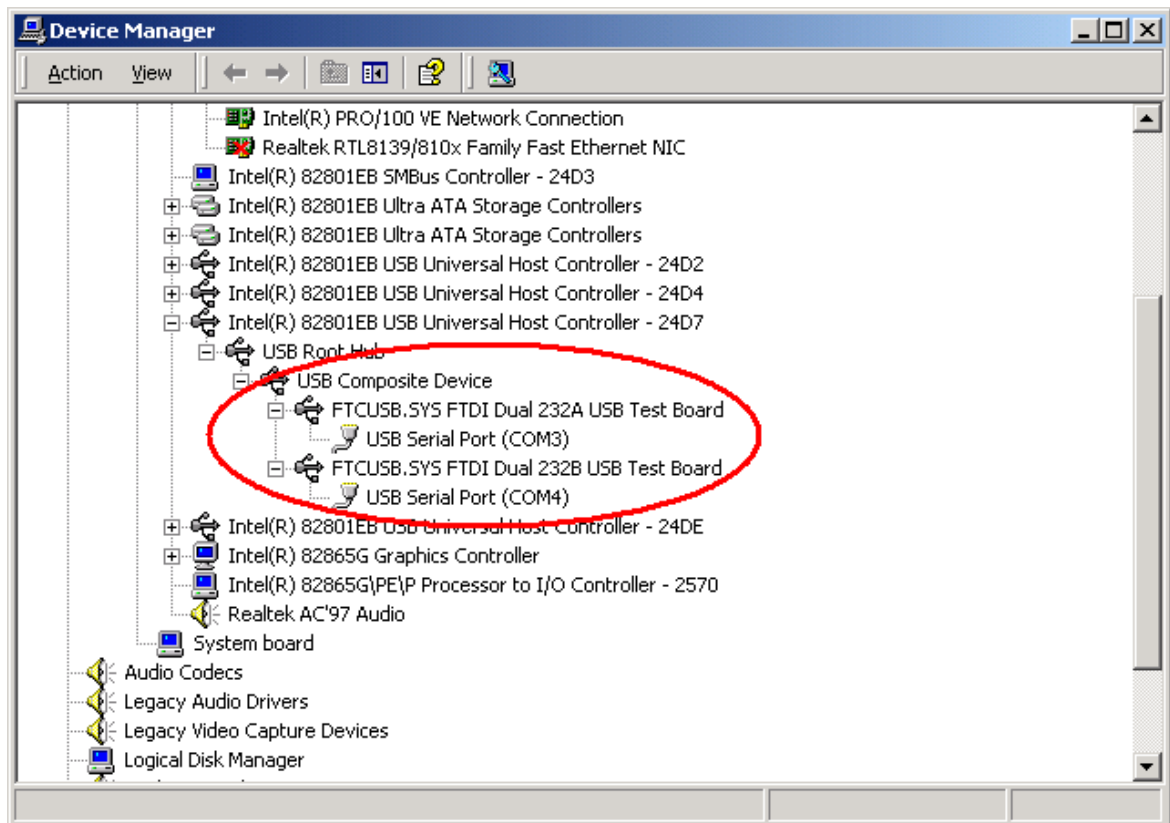 Device Manager
Action View
Intel(R) PRO/100 VE Network Connection
Realtek RTL8139/810x Family Fast Ethernet NIC
Intel(R) 82801EB SMBus Controller - 24D3
Intel(R) 82801EB Ultra ATA Storage Controllers
Intel(R) 82801EB Ultra ATA Storage Controllers
Intel(R) 82801EB USB Universal Host Controller - 24D2
Intel(R) 82801EB USB Universal Host Controller - 24D4
Intel(R) 82801EB USB Universal Host Controller - 24D7
USB Root Hub
USB Composite Device
FTCUSB.SYS FTDI Dual 232A USB Test Board
USB Serial Port (COM3)
FTCUSB.SYS FTDI Dual 232B USB Test Board
USB Serial Port (COM4)
Intel(R) 82801EB USB Universal Host Controller - 24DE
Intel(R) 82865G Graphics Controller
Intel(R) 82865G\PE\P Processor to I/O Controller - 2570
Realtek AC'97 Audio
System board
Audio Codecs
Legacy Audio Drivers
Legacy Video Capture Devices
Logical Disk Manager